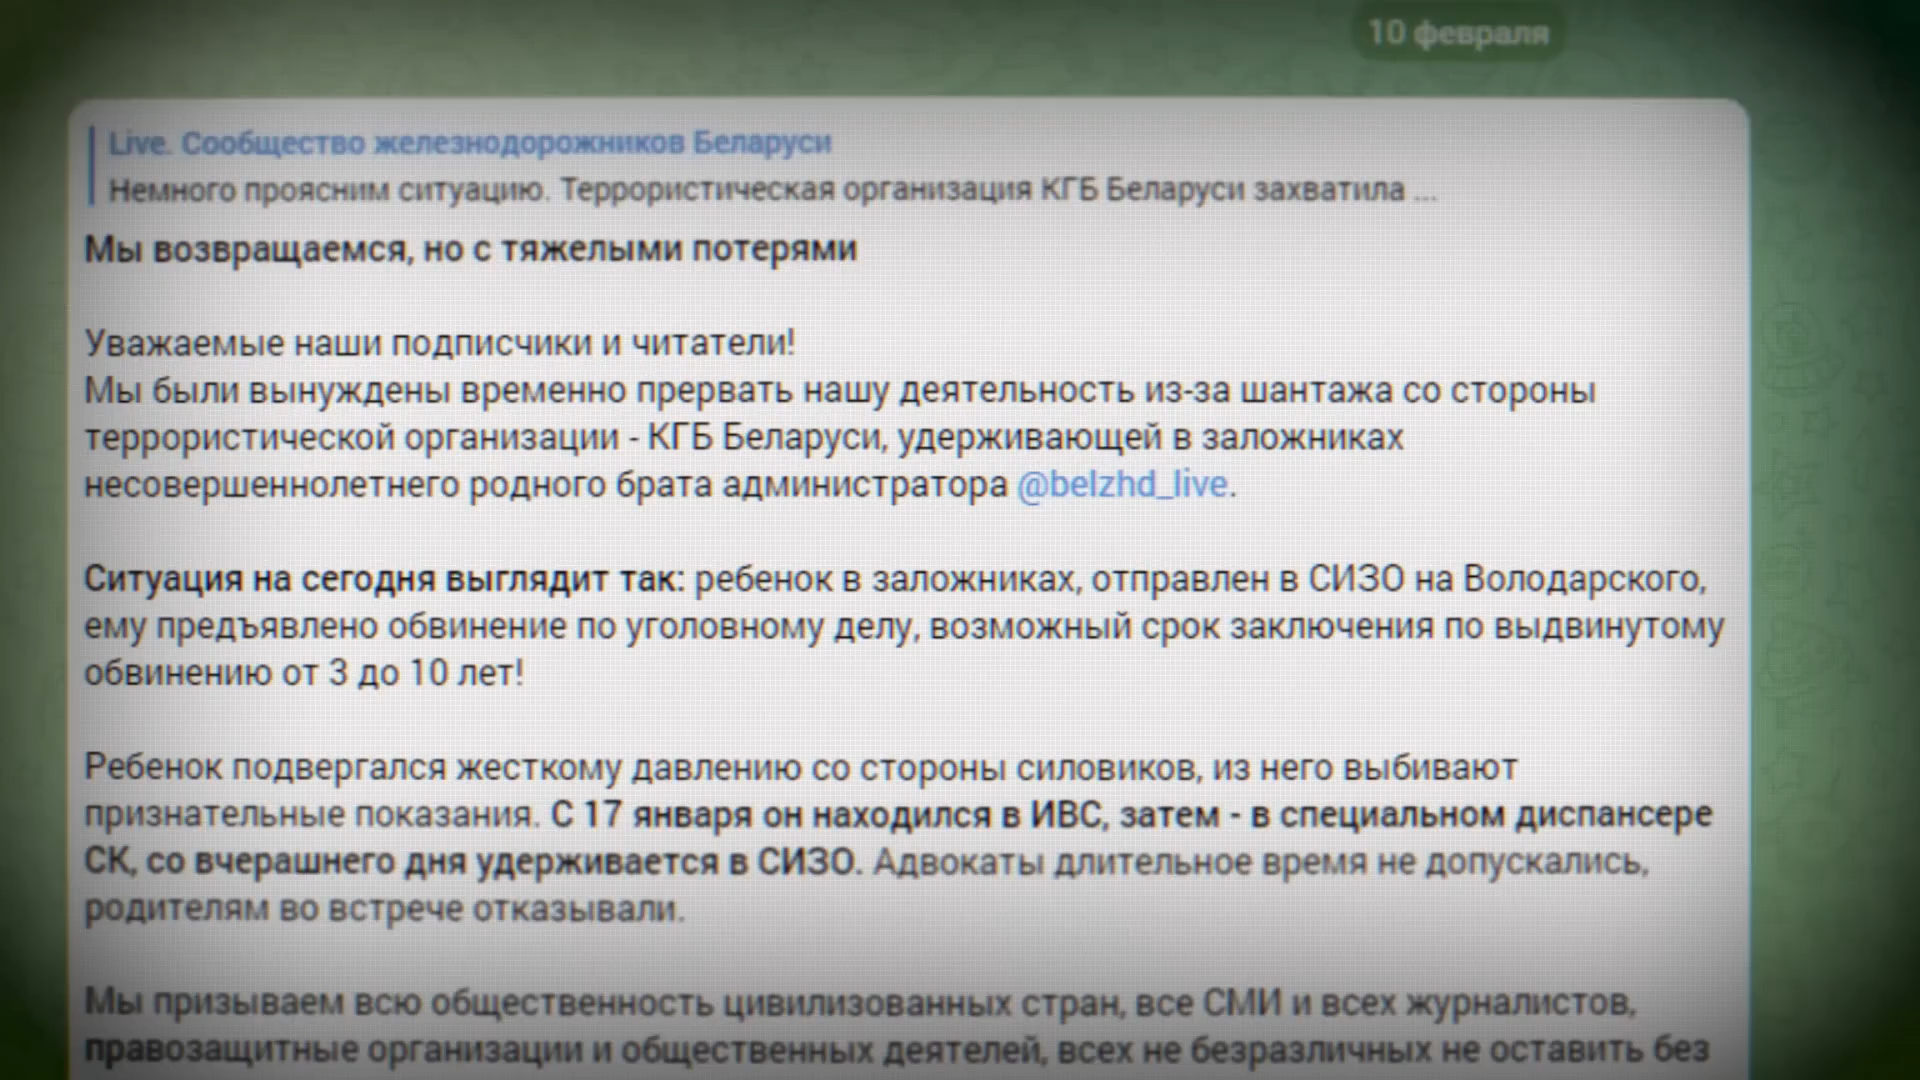 10 февраля
Live. Сообщество железнодорожников Беларуси
Немного проясним ситуацию. Террористическая организация КГБ Беларуси захватила ...
Мы возвращаемся, но с тяжелыми потерями
Уважаемые наши подписчики и читатели!
Мы были вынуждены временно прервать нашу деятельность из-за шантажа со стороны
террористической организации - КГБ Беларуси, удерживающей в заложниках
несовершеннолетнего родного брата администратора @belzhd_live.
Ситуация на сегодня выглядит так: ребенок в заложниках, отправлен в СИЗО на Володарского,
ему предъявлено обвинение по уголовному делу, возможный срок заключения по выдвинутому
обвинению от 3 до 10 лет!
Ребенок подвергался жесткому давлению со стороны силовиков, из него выбивают
признательные показания. С 17 января он находился в ИВС, затем - в специальном диспансере
СК, со вчерашнего дня удерживается в СИЗО. Адвокаты длительное время не допускались,
родителям во встрече отказывали.
Мы призываем всю общественность цивилизованных стран, все СМИ и всех журналистов,
правозащитные организации и общественных деятелей, всех не безразличных не оставить без